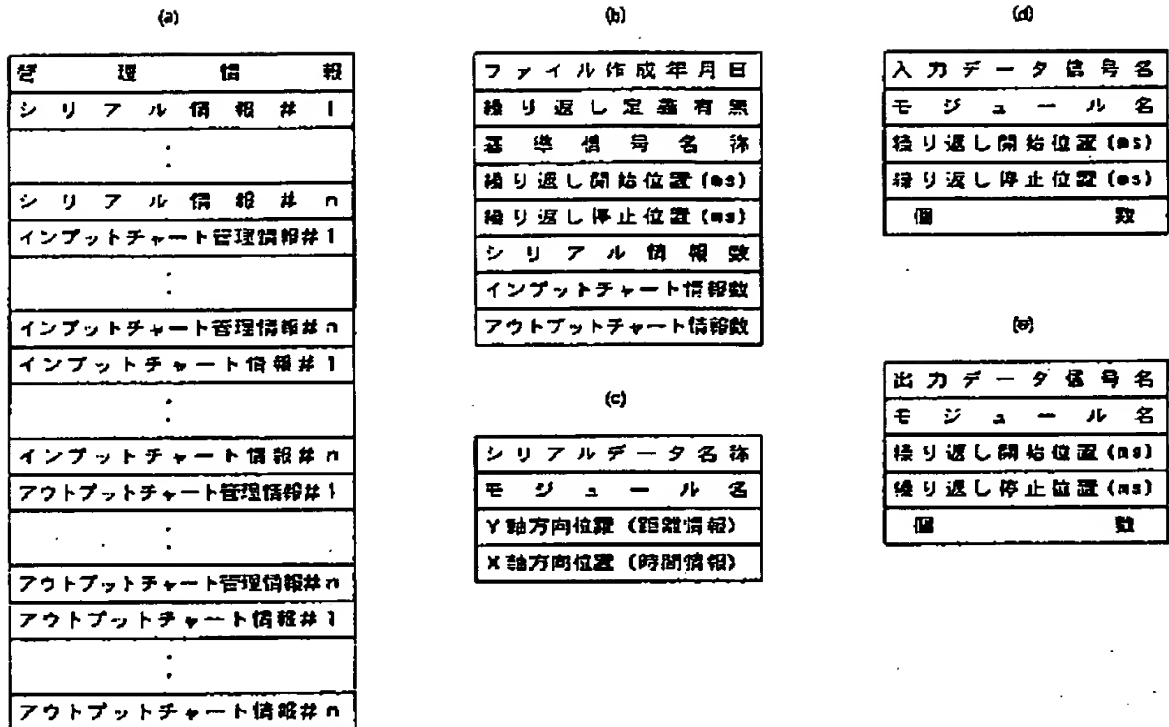 (a)
管理情報
シリアル情報#1
:
シリアル情報#n
インプットチャート管理情報#1
:
インプットチャート管理情報#n
インプットチャート情報#1
:
インプットチャート情報#n
アウトプットチャート管理情報#1
:
アウトプットチャート管理情報#n
アウトプットチャート情報#1
:
アウトプットチャート情報#n
(b)
ファイル作成年月日
繰り返し定義有無
基準信号名称
繰り返し開始位置(ms)
繰り返し停止位置(ms)
シリアル情報数
インプットチャート情報数
アウトプットチャート情報数
(c)
シリアルデータ名称
モジュール名
Y軸方向位置(距離情報)
X軸方向位置(時間情報)
(d)
入力データ信号名
モジュール名
繰り返し開始位置(ms)
繰り返し停止位置(ms)
個数
(e)
出力データ信号名
モジュール名
繰り返し開始位置(ms)
繰り返し停止位置(ms)
個数